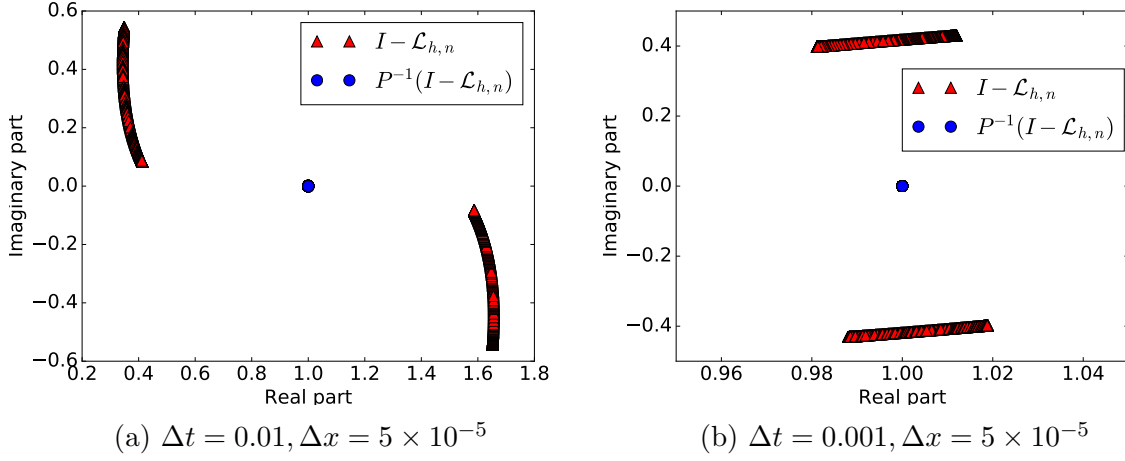 0.6
0.4
0.2
0.0
−0.2
−0.4
−0.6
Imaginary part
0.2 0.4 0.6 0.8 1.0 1.2 1.4 1.6 1.8
Real part
I − ℒ_{h, n}
P^{−1}(I − ℒ_{h, n})
(a) Δt = 0.01, Δx = 5 × 10^{−5}
0.4
0.2
0.0
−0.2
−0.4
Imaginary part
0.96 0.98 1.00 1.02 1.04
Real part
I − ℒ_{h, n}
P^{−1}(I − ℒ_{h, n})
(b) Δt = 0.001, Δx = 5 × 10^{−5}